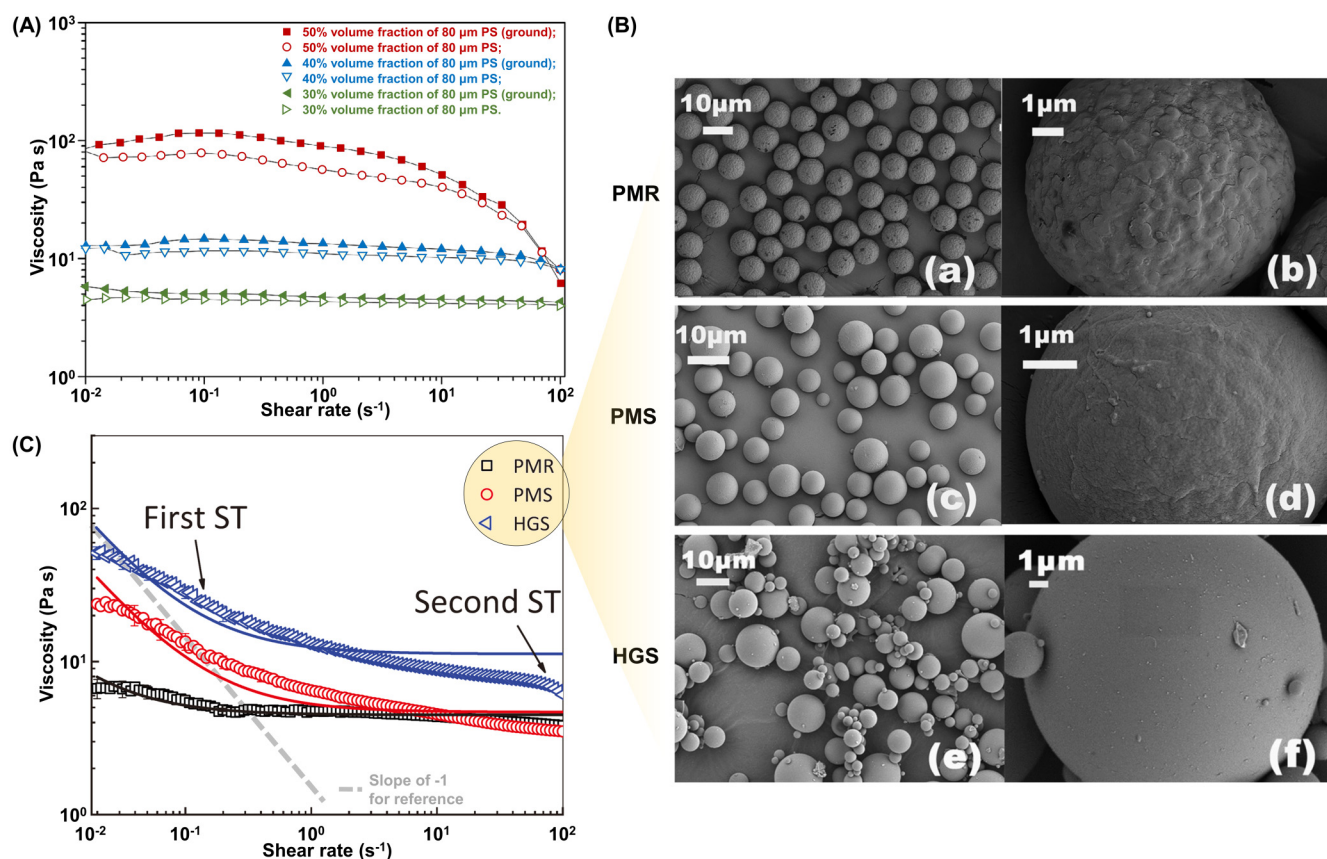 (A)
10³
10²
10¹
10⁰
Viscosity (Pa s)
50% volume fraction of 80 µm PS (ground);
50% volume fraction of 80 µm PS;
40% volume fraction of 80 µm PS (ground);
40% volume fraction of 80 µm PS;
30% volume fraction of 80 µm PS (ground);
30% volume fraction of 80 µm PS.
10⁻² 10⁻¹ 10⁰ 10¹ 10²
Shear rate (s⁻¹)
(B)
PMR
10µm
(a)
1µm
(b)
PMS
10µm
(c)
1µm
(d)
HGS
10µm
(e)
1µm
(f)
(C)
10²
10¹
10⁰
Viscosity (Pa s)
PMR
PMS
HGS
First ST
Second ST
Slope of -1
for reference
10⁻² 10⁻¹ 10⁰ 10¹ 10²
Shear rate (s⁻¹)